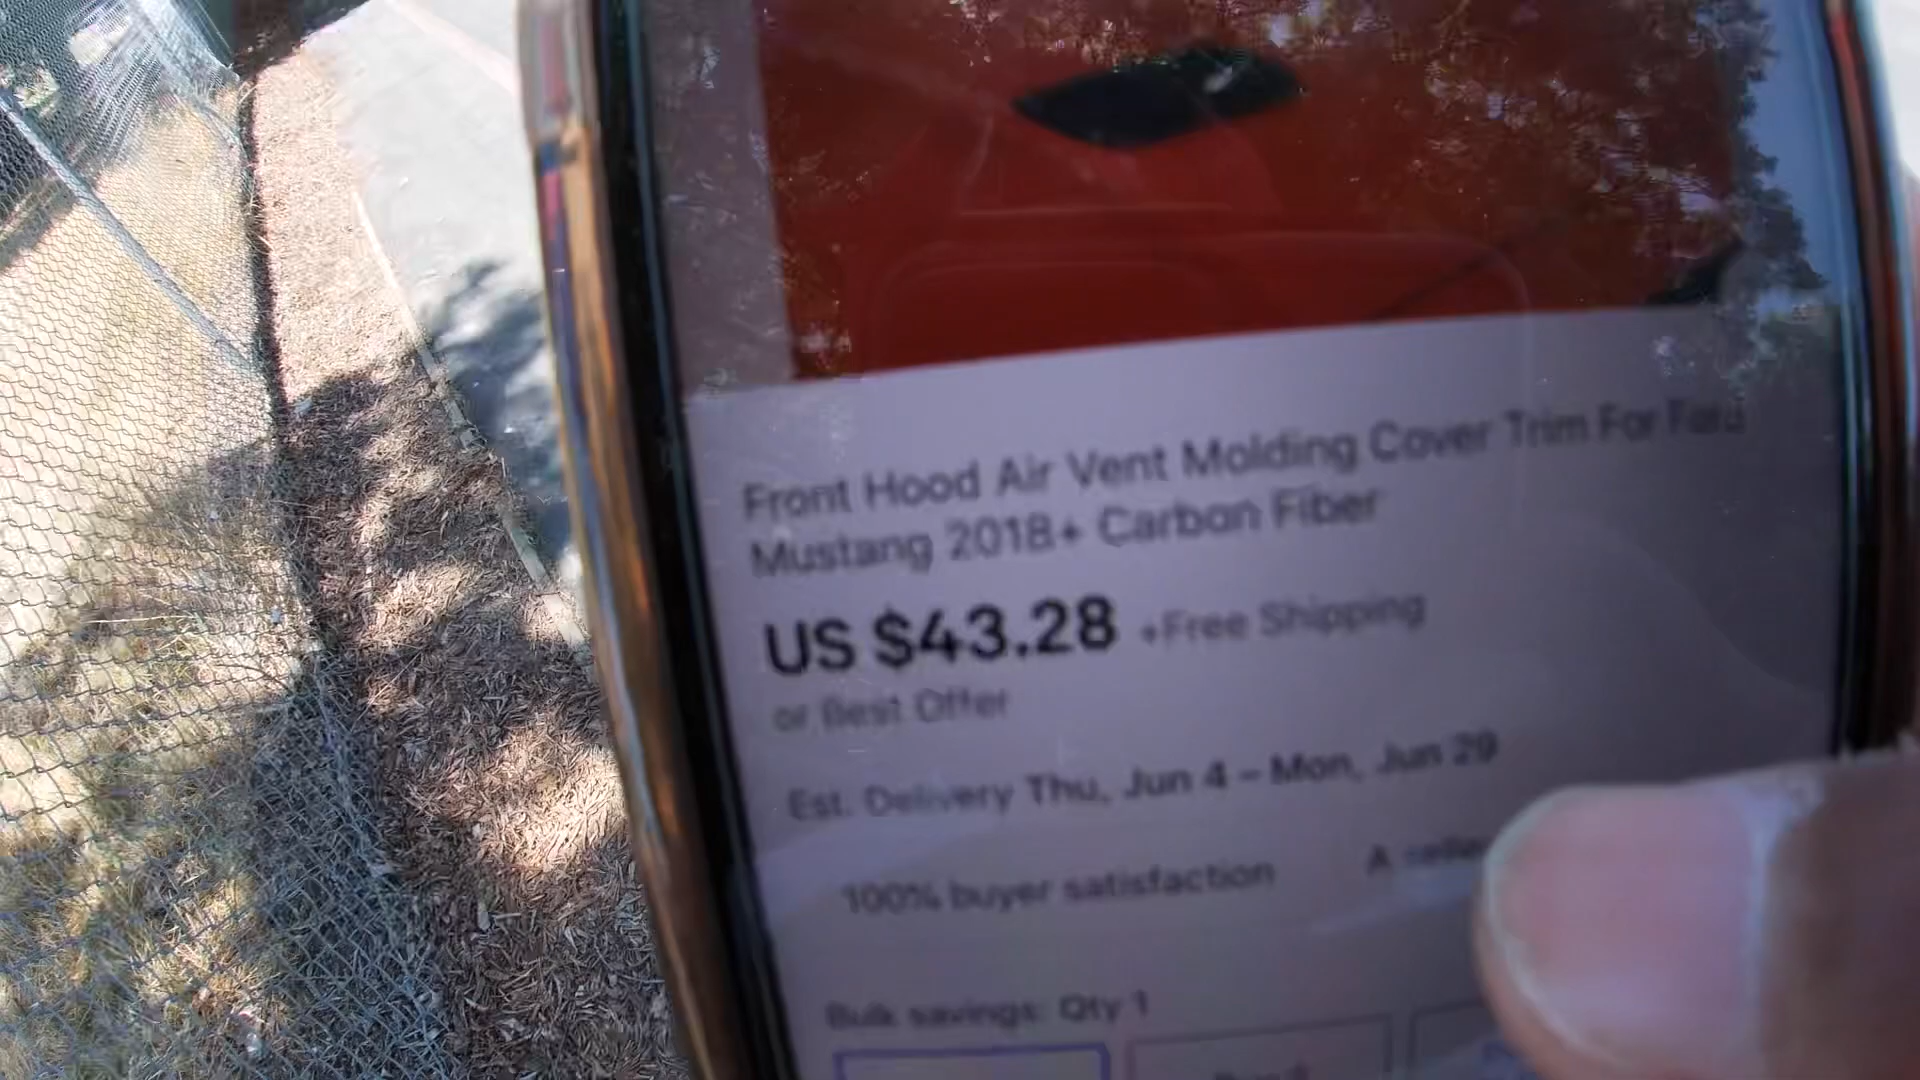 Front Hood Air Vent Molding Cover Trim For Ford
Mustang 2018+ Carbon Fiber
US $43.28 +Free Shipping
or Best Offer
Est. Delivery Thu, Jun 4 – Mon, Jun 29
100% buyer satisfaction A
Bulk savings: Qty 1